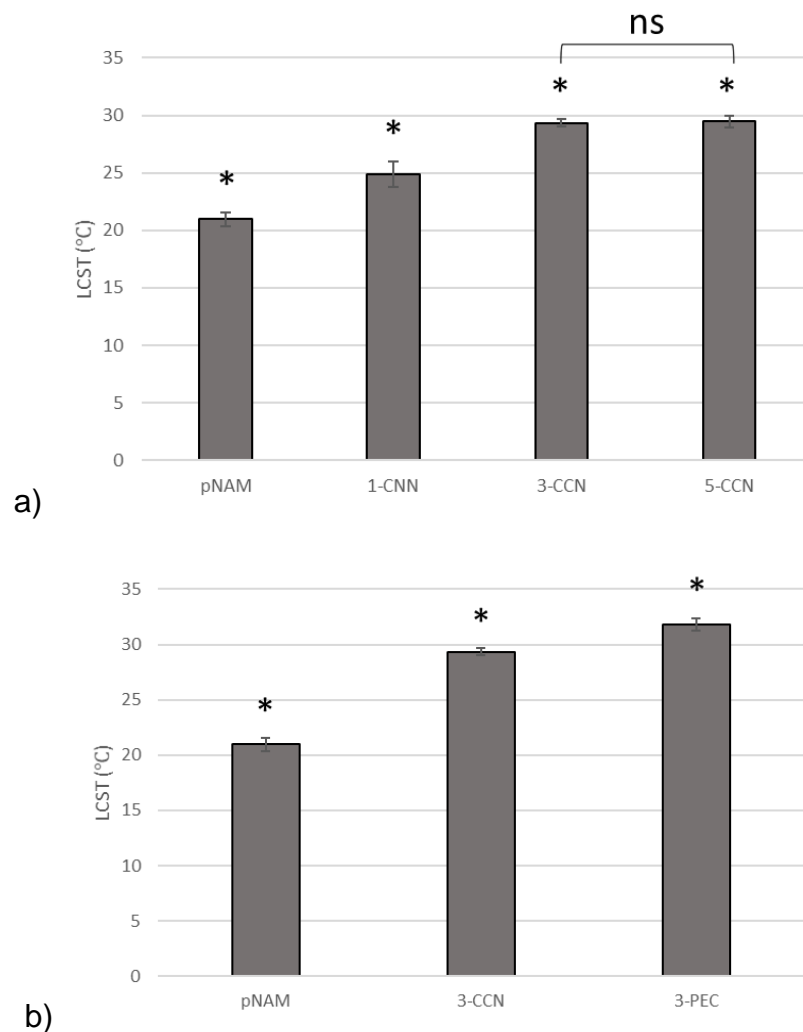 ns
* * * *
35
30
25
20
15
10
5
0
LCST (°C)
pNAM 1-CNN 3-CCN 5-CCN
a)
* * *
35
30
25
20
15
10
5
0
LCST (°C)
pNAM 3-CCN 3-PEC
b)